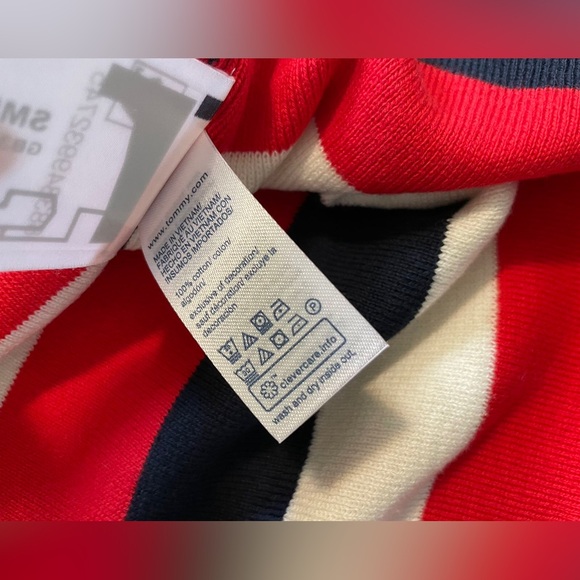 www.tommy.com
MADE IN VIETNAM/
FABRIQUE AU VIETNAM/
HECHO EN VIETNAM CON
INSUMOS IMPORTADOS/
100% cotton/ coton/
algodón/
exclusive of decoration/
sauf décoration/ excluye la
decoración
P
clevercare.info
wash and dry inside out.